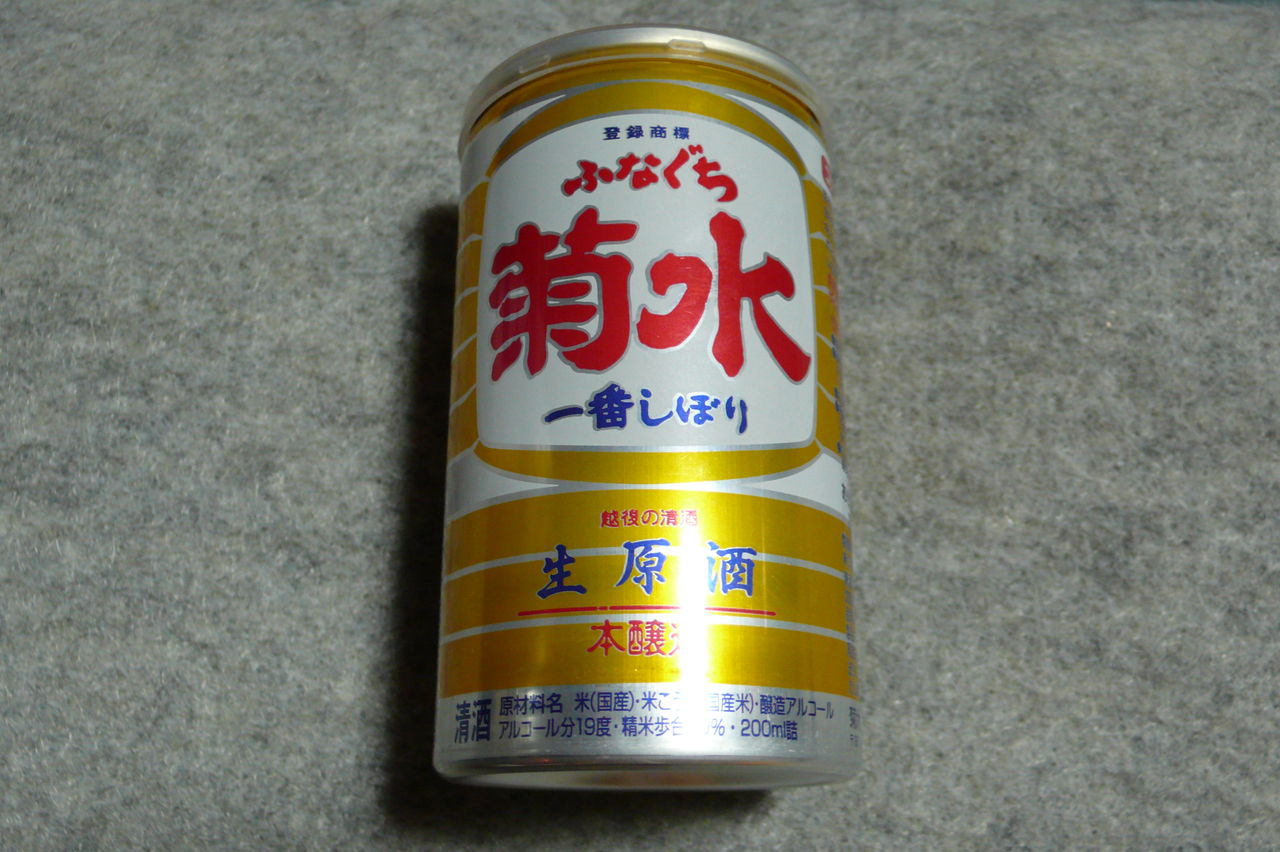 登録商標
ふなぐち
菊水
一番しぼり
越後の清酒
生原酒
本醸
清酒
原材料名 米(国産)・米こ 国産米)・醸造アルコール
アルコール分19度・精米歩合 %・200ml詰